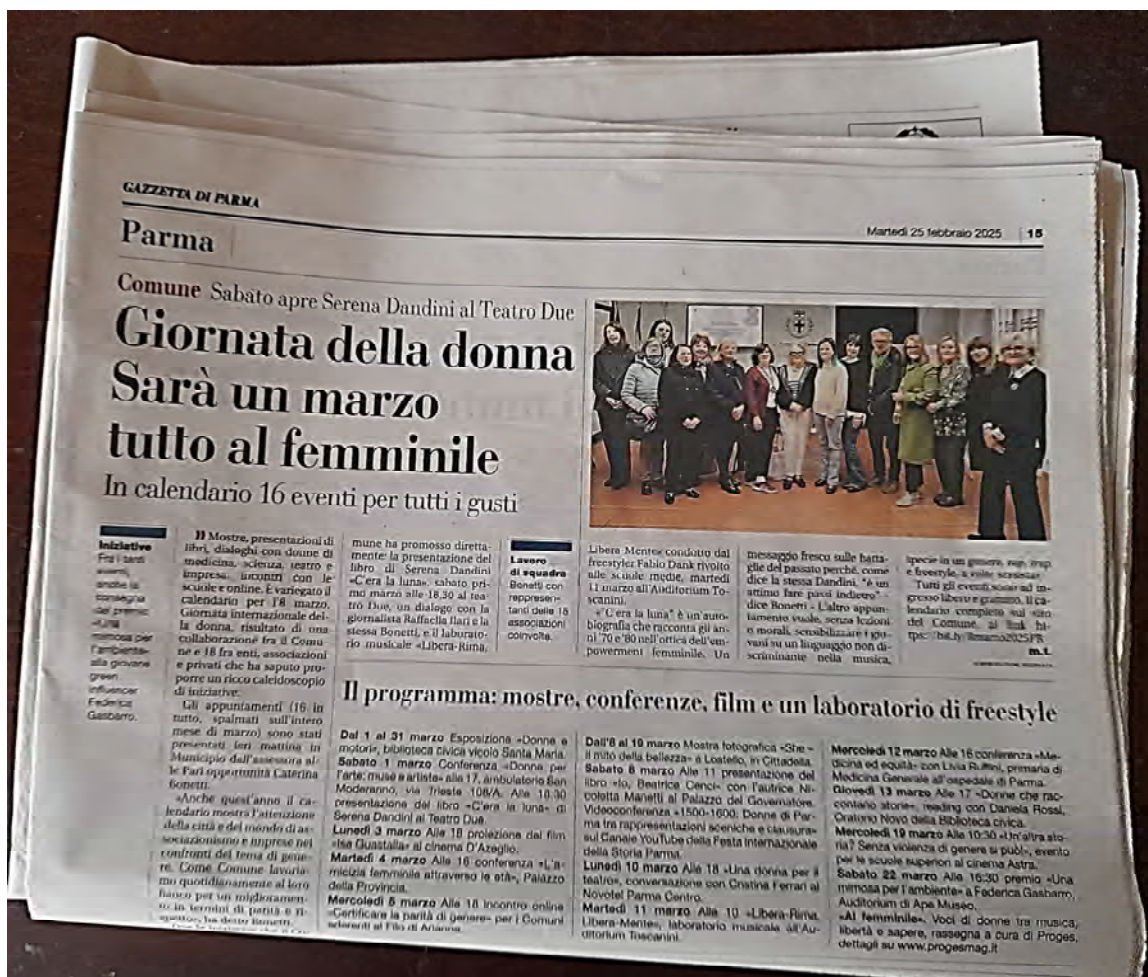 GAZZETTA DI PARMA
Martedì 25 febbraio 2025 15
Parma
Comune Sabato apre Serena Dandini al Teatro Due
Giornata della donna
Sarà un marzo
tutto al femminile
In calendario 16 eventi per tutti i gusti
Iniziative
Fra i tanti
eventi,
anche la
consegna
del premio
«Una
mimosa per
l'ambiente»
alla giovane
green
influencer
Federica
Gasbarro.
Mostre, presentazioni di
libri, dialoghi con donne di
medicina, scienza, teatro e
impresa, incontri con le
scuole e online. È variegato il
calendario per l'8 marzo,
Giornata internazionale del-
la donna, risultato di una
collaborazione fra il Comu-
ne e 18 fra enti, associazioni
e privati che ha saputo pro-
porre un ricco caleidoscopio
di iniziative.
Gli appuntamenti (16 in
tutto, spalmati sull'intero
mese di marzo) sono stati
presentati ieri mattina in
Municipio dall'assessora al-
le Pari opportunità Caterina
Bonetti.
«Anche quest'anno il ca-
lendario mostra l'attenzione
della città e del mondo di as-
sociazionismo e imprese nei
confronti del tema di gene-
re. Come Comune lavoria-
mo quotidianamente al loro
fianco per un miglioramen-
to in termini di parità e ri-
spetto», ha detto Bonetti.
mune ha promosso diretta-
mente: la presentazione del
libro di Serena Dandini
«C'era la luna», sabato pri-
mo marzo alle 18.30 al tea-
tro Due, un dialogo con la
giornalista Raffaella Ilari e la
stessa Bonetti, e il laborato-
rio musicale «Libera-Rima,
Lavoro
di squadra
Bonetti con
rappresen-
tanti delle 18
associazioni
coinvolte.
Libera Mente» condotto dal
freestyler Fabio Dank rivolto
alle scuole medie, martedì
11 marzo all'Auditorium To-
scanini.
«"C'era la luna" è un'auto-
biografia che racconta gli an-
ni '70 e '80 nell'ottica dell'em-
powerment femminile. Un
messaggio fresco sulle batta-
glie del passato perché, come
dice la stessa Dandini, "è un
attimo fare passi indietro" -
dice Bonetti - L'altro appun-
tamento vuole, senza lezioni
o morali, sensibilizzare i gio-
vani su un linguaggio non di-
scriminante nella musica,
specie in un genere, rap, trap
e freestyle, a volte sessista».
Tutti gli eventi sono ad in-
gresso libero e gratuito. Il ca-
lendario completo sul sito
del Comune, al link ht-
m.t.
Il programma: mostre, conferenze, film e un laboratorio di freestyle
Dal 1 al 31 marzo Esposizione «Donne e
motori», biblioteca civica vicolo Santa Maria.
Sabato 1 marzo Conferenza «Donna per
l'arte: muse e artiste» alle 17, ambulatorio San
Moderanno, via Trieste 108/A. Alle 18.30
presentazione del libro «C'era la luna» di
Serena Dandini al Teatro Due.
Lunedì 3 marzo Alle 18 proiezione del film
«Isa Guastalla» al cinema D'Azeglio.
Martedì 4 marzo Alle 16 conferenza «L'a-
micizia femminile attraverso le età», Palazzo
della Provincia.
Mercoledì 5 marzo Alle 18 incontro online
«Certificare la parità di genere» per i Comuni
aderenti al Filo di Arianna.
Dall'8 al 19 marzo Mostra fotografica «She -
il mito della bellezza» a Lostello, in Cittadella.
Sabato 8 marzo Alle 11 presentazione del
libro «Io, Beatrice Cenci» con l'autrice Ni-
coletta Manetti al Palazzo del Governatore.
Videoconferenza «1500-1600: Donne di Par-
ma tra rappresentazioni sceniche e clausura»
sul Canale YouTube della Festa Internazionale
della Storia Parma.
Lunedì 10 marzo Alle 18 «Una donna per il
teatro», conversazione con Cristina Ferrari al
Novotel Parma Centro.
Martedì 11 marzo Alle 10 «Libera-Rima.
Libera-Mente», laboratorio musicale all'Au-
ditorium Toscanini.
Mercoledì 12 marzo Alle 16 conferenza «Me-
dicina ed equità» con Livia Ruffini, primaria di
Medicina Generale all'ospedale di Parma.
Giovedì 13 marzo Alle 17 «Donne che rac-
contano storie», reading con Daniela Rossi,
Oratorio Novo della Biblioteca civica.
Mercoledì 19 marzo Alle 10:30 «Un'altra sto-
ria? Senza violenza di genere si può!», evento
per le scuole superiori al cinema Astra.
Sabato 22 marzo Alle 16:30 premio «Una
mimosa per l'ambiente» a Federica Gasbarro,
Auditorium di Ape Museo.
«Al femminile». Voci di donne tra musica,
libertà e sapere, rassegna a cura di Proges,
dettagli su www.progesmag.it